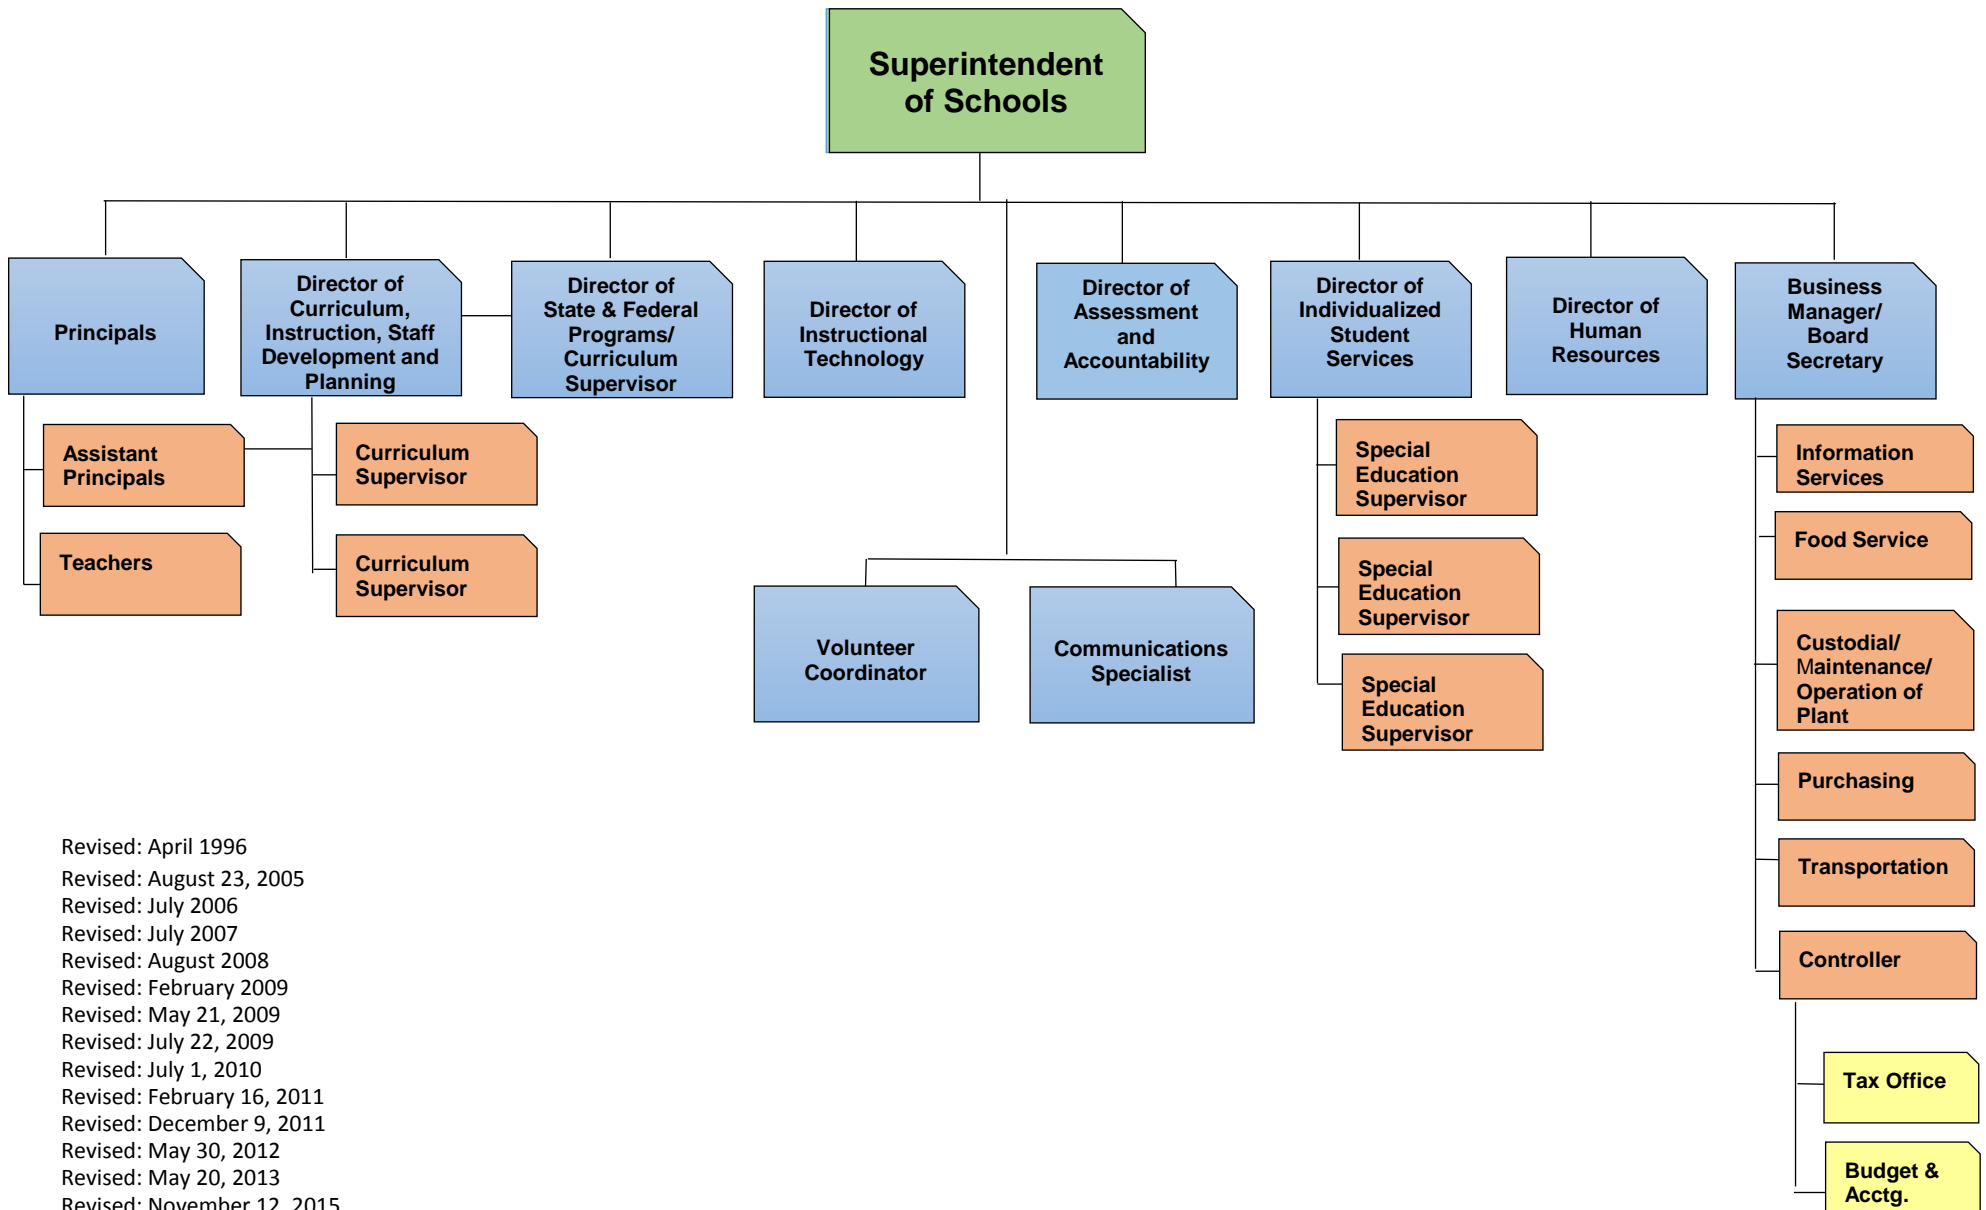 Superintendent
of Schools
Principals
Director of
Curriculum,
Instruction, Staff
Development and
Planning
Director of
State & Federal
Programs/
Curriculum
Supervisor
Director of
Instructional
Technology
Director of
Assessment
and
Accountability
Director of
Individualized
Student
Services
Director of
Human
Resources
Business
Manager/
Board
Secretary
Assistant
Principals
Teachers
Curriculum
Supervisor
Curriculum
Supervisor
Volunteer
Coordinator
Communications
Specialist
Special
Education
Supervisor
Special
Education
Supervisor
Special
Education
Supervisor
Information
Services
Food Service
Custodial/
Maintenance/
Operation of
Plant
Purchasing
Transportation
Controller
Tax Office
Budget &
Acctg.
Revised: April 1996
Revised: August 23, 2005
Revised: July 2006
Revised: July 2007
Revised: August 2008
Revised: February 2009
Revised: May 21, 2009
Revised: July 22, 2009
Revised: July 1, 2010
Revised: February 16, 2011
Revised: December 9, 2011
Revised: May 30, 2012
Revised: May 20, 2013
Revised: November 12, 2015